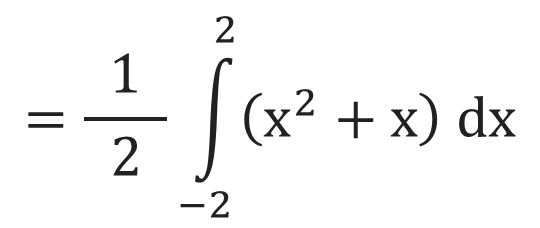 = 1/2 ∫_{-2}^{2} (x² + x) dx